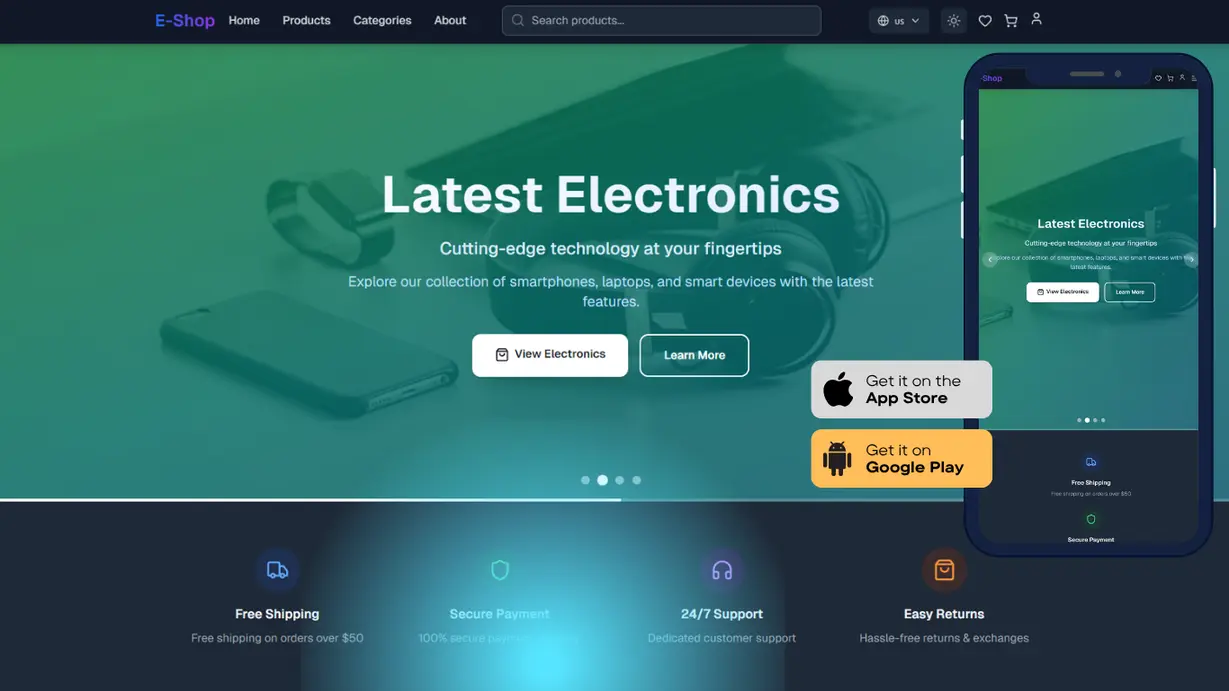 E-Shop
Home
Products
Categories
About
Search products...
us
Latest Electronics
Cutting-edge technology at your fingertips
Explore our collection of smartphones, laptops, and smart devices with the latest
features.
View Electronics
Learn More
Free Shipping
Free shipping on orders over $50
Secure Payment
100% secure
24/7 Support
Dedicated customer support
Easy Returns
Hassle-free returns & exchanges
Get it on the
App Store
Get it on
Google Play
Shop
Latest Electronics
Cutting-edge technology at your fingertips
our collection of smartphones, laptops, and smart devices with
latest features.
View Electronics
Learn More
Free Shipping
Free shipping on orders over $50
Secure Payment